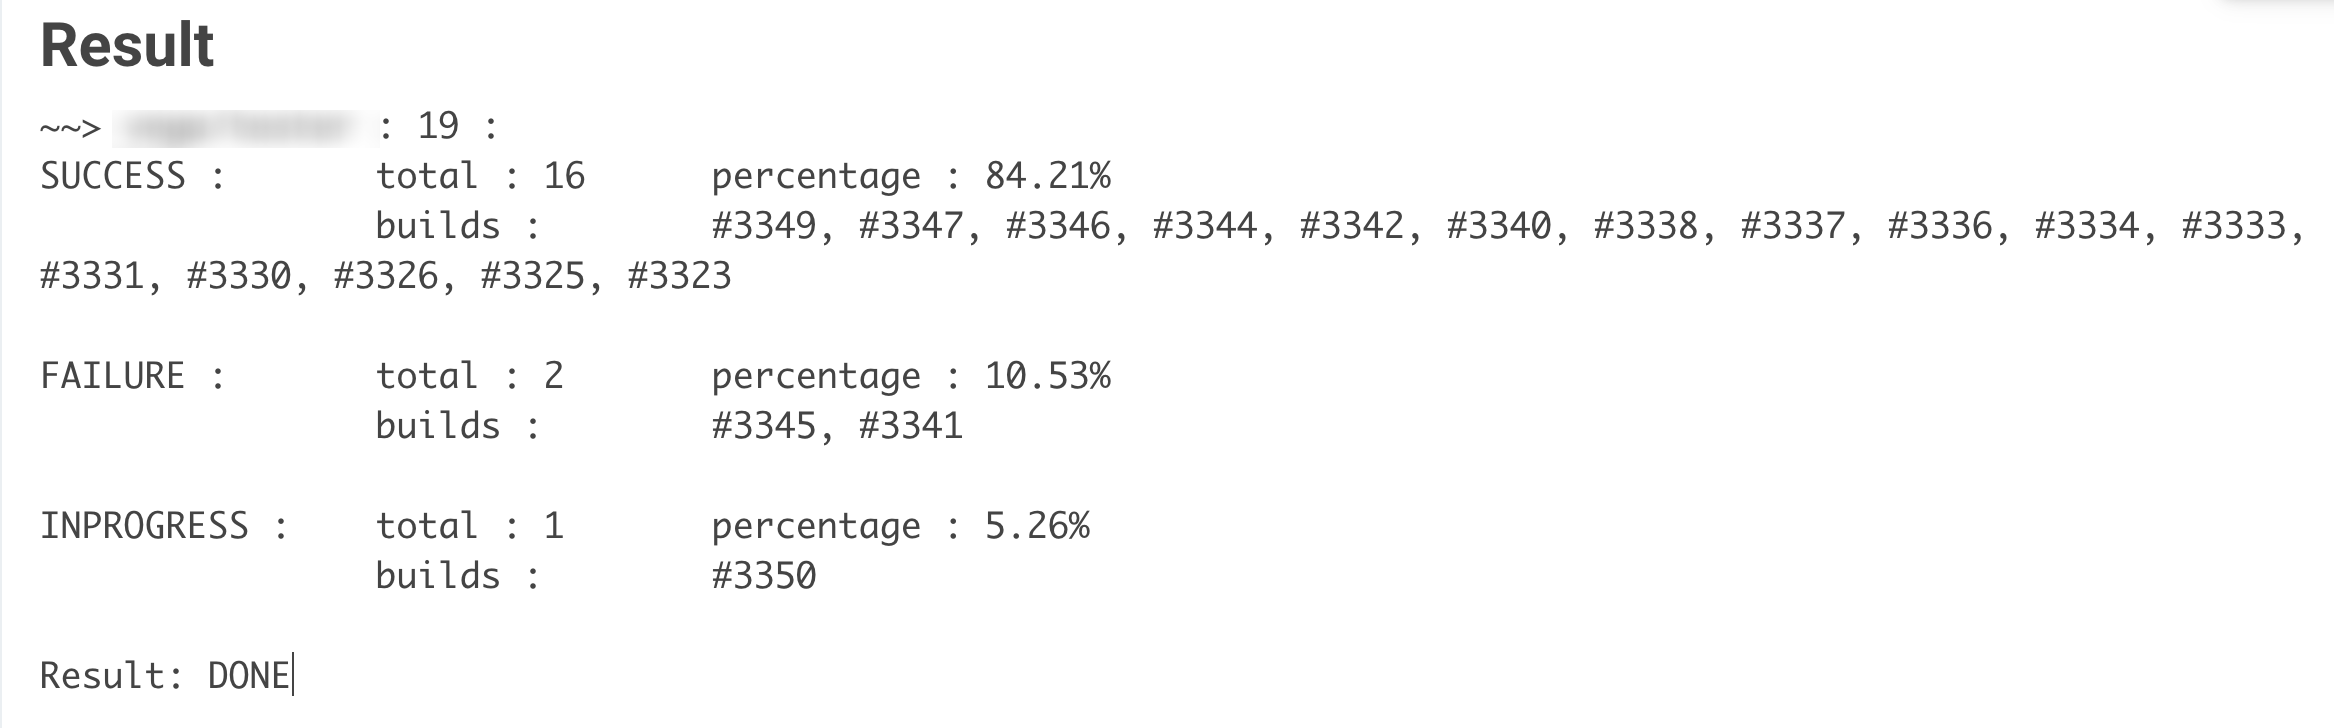 Result
~~> : 19 :
SUCCESS : total : 16 percentage : 84.21%
builds : #3349, #3347, #3346, #3344, #3342, #3340, #3338, #3337, #3336, #3334, #3333,
#3331, #3330, #3326, #3325, #3323
FAILURE : total : 2 percentage : 10.53%
builds : #3345, #3341
INPROGRESS : total : 1 percentage : 5.26%
builds : #3350
Result: DONE